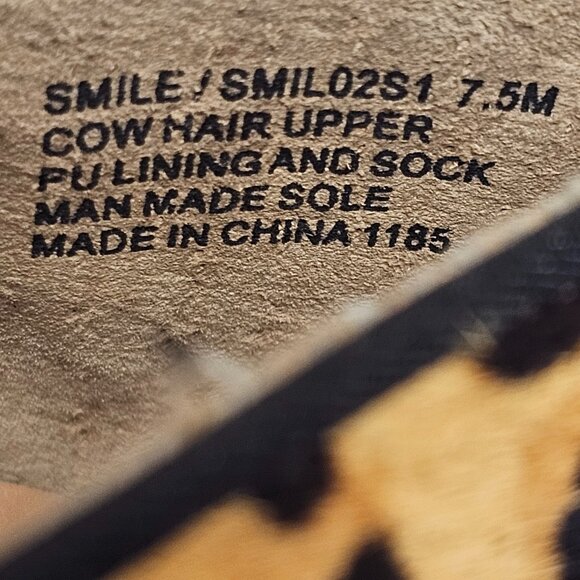 SMILE / SMIL02S1 7.5M
COW HAIR UPPER
PU LINING AND SOCK
MAN MADE SOLE
MADE IN CHINA 1185